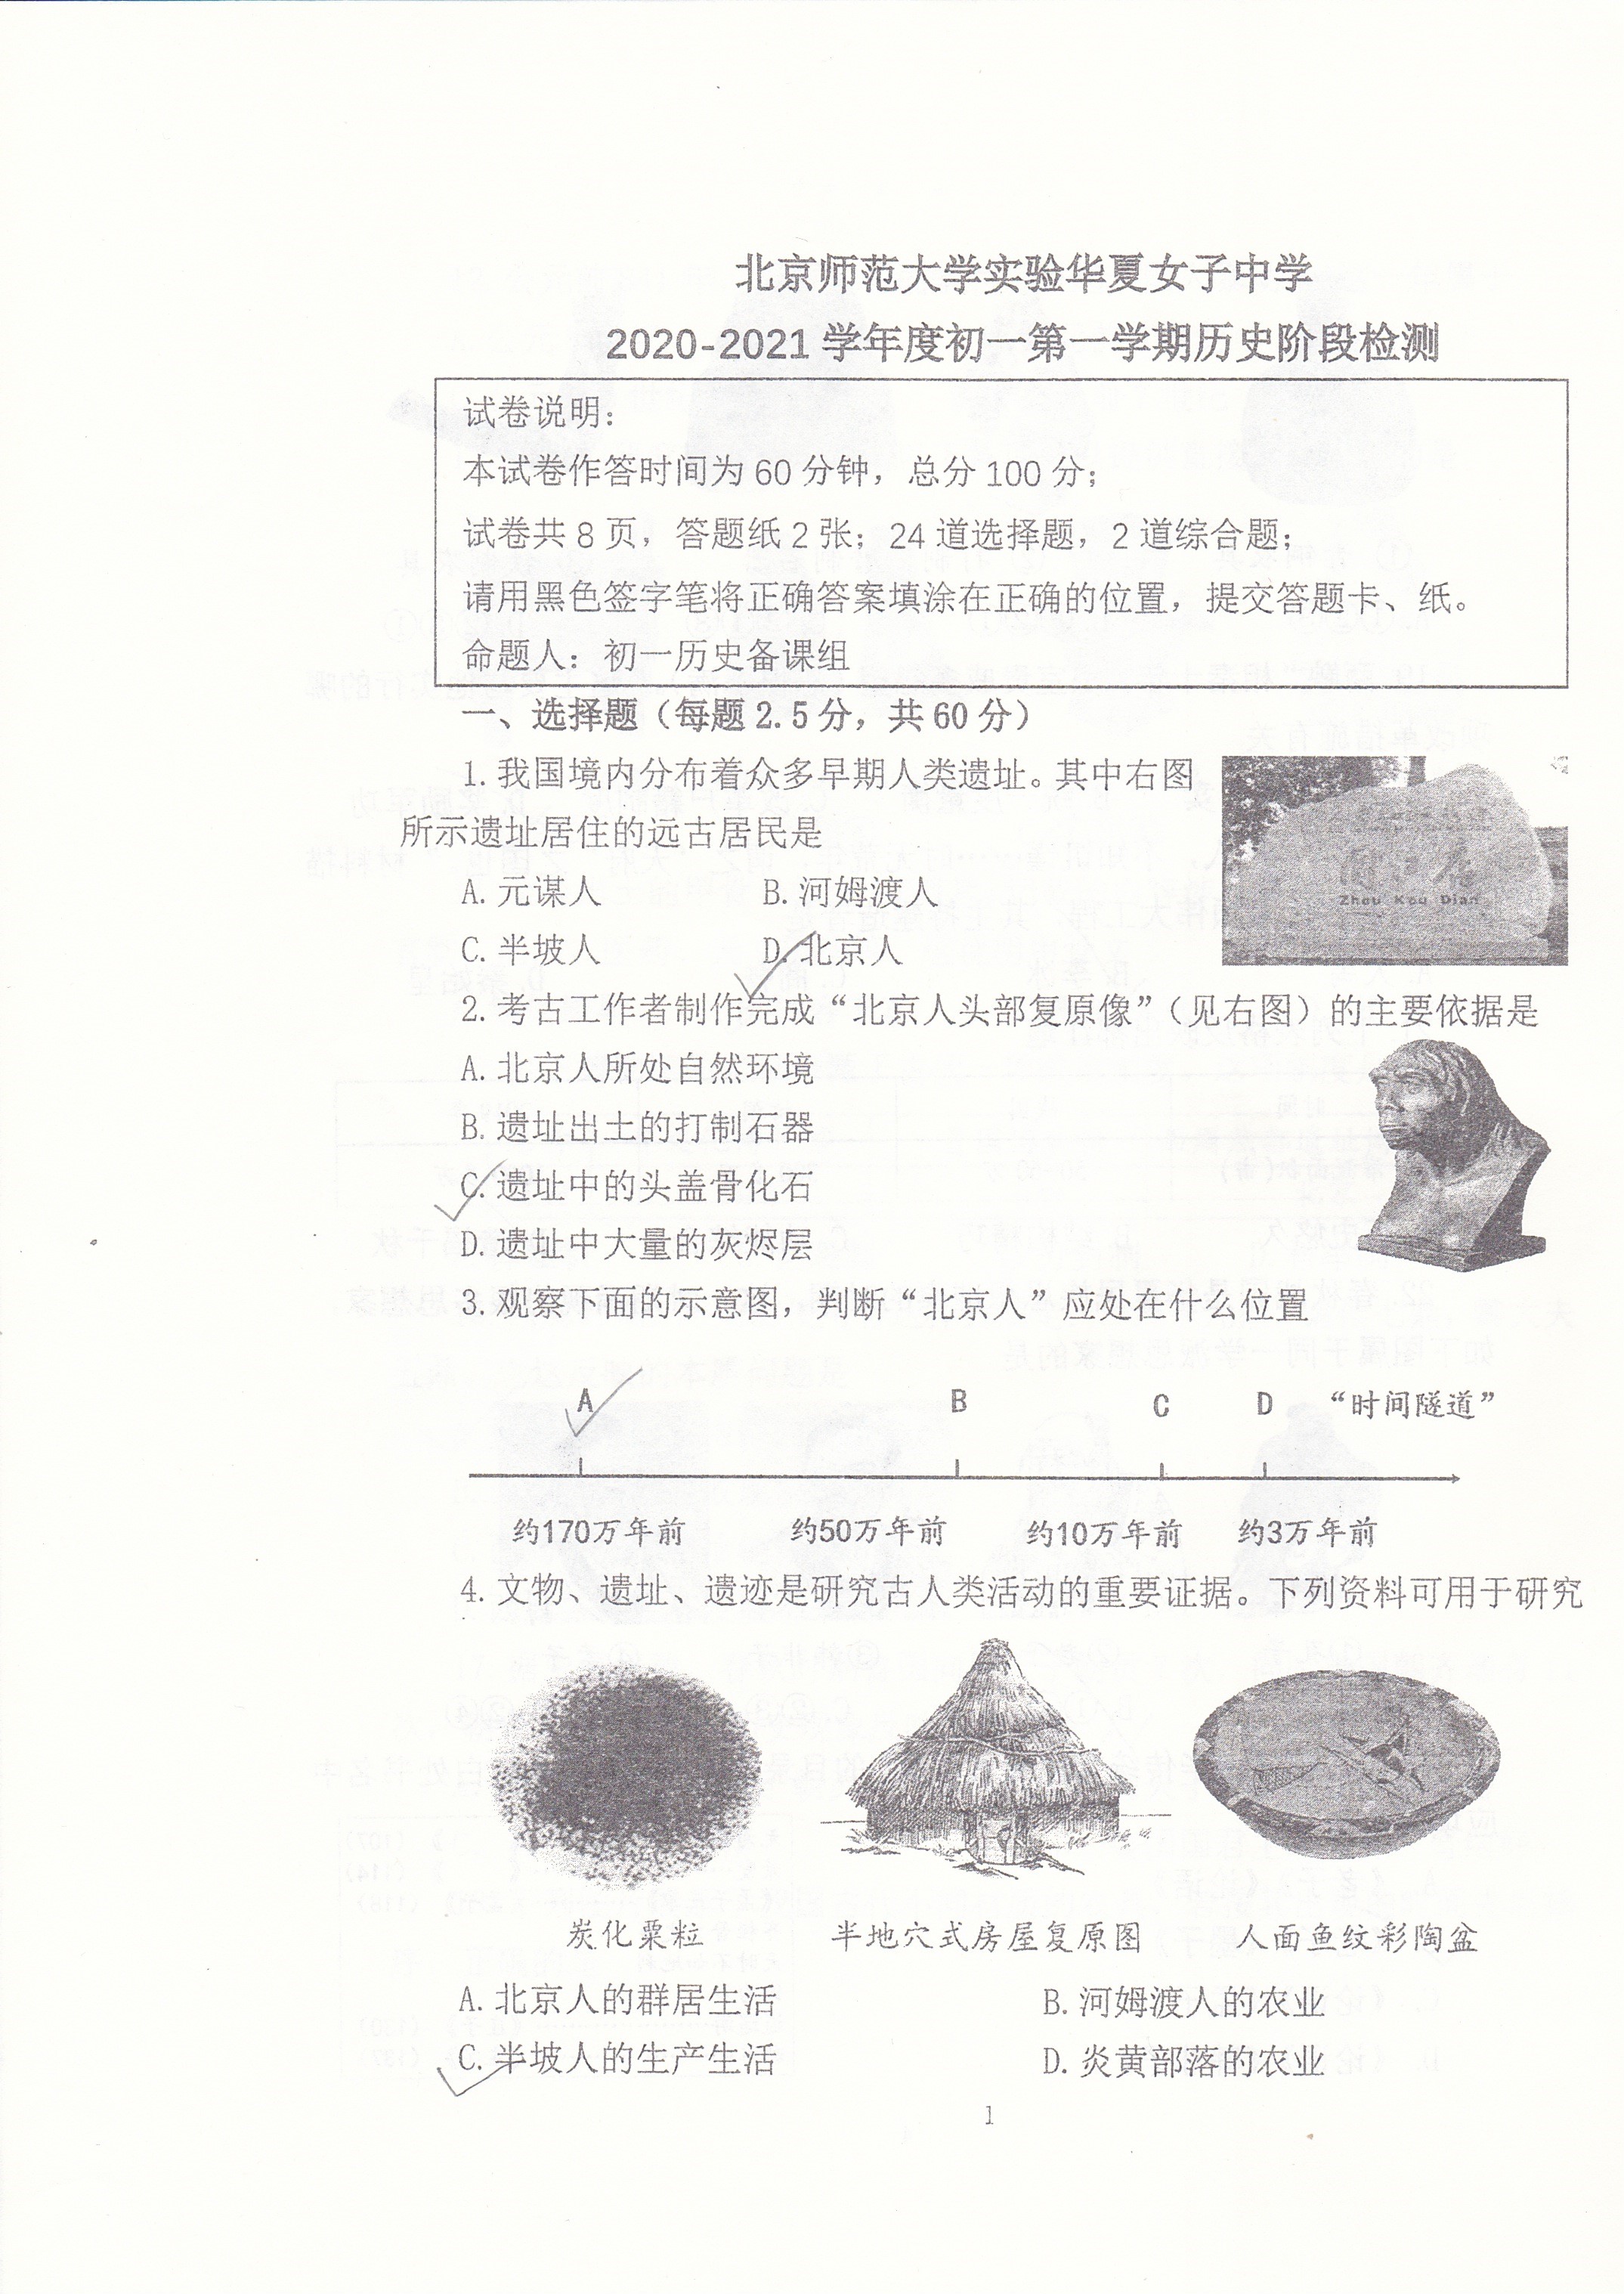 北京师范大学实验华夏女子中学
2020-2021 学年度初一第一学期历史阶段检测
试卷说明：
本试卷作答时间为 60 分钟，总分 100 分；
试卷共 8 页，答题纸 2 张；24 道选择题，2 道综合题；
请用黑色签字笔将正确答案填涂在正确的位置，提交答题卡、纸。
命题人：初一历史备课组
一、选择题（每题 2.5 分，共 60 分）
1. 我国境内分布着众多早期人类遗址。其中右图
所示遗址居住的远古居民是
Zhou Kou Dian
A. 元谋人 B. 河姆渡人
C. 半坡人 D. 北京人
2. 考古工作者制作完成“北京人头部复原像”（见右图）的主要依据是
A. 北京人所处自然环境
B. 遗址出土的打制石器
C. 遗址中的头盖骨化石
D. 遗址中大量的灰烬层
3. 观察下面的示意图，判断“北京人”应处在什么位置
A B C D “时间隧道”
约170万年前 约50万年前 约10万年前 约3万年前
4. 文物、遗址、遗迹是研究古人类活动的重要证据。下列资料可用于研究
炭化粟粒 半地穴式房屋复原图 人面鱼纹彩陶盆
A. 北京人的群居生活 B. 河姆渡人的农业
C. 半坡人的生产生活 D. 炎黄部落的农业
1